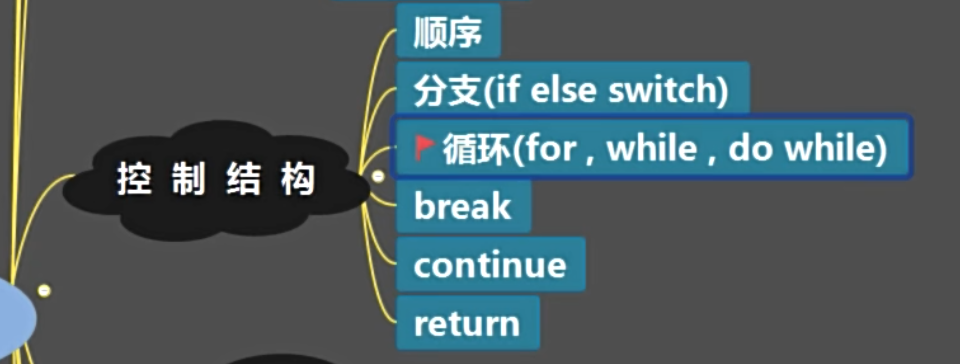 顺序
分支(if else switch)
循环(for , while , do while)
控 制 结 构
break
continue
return